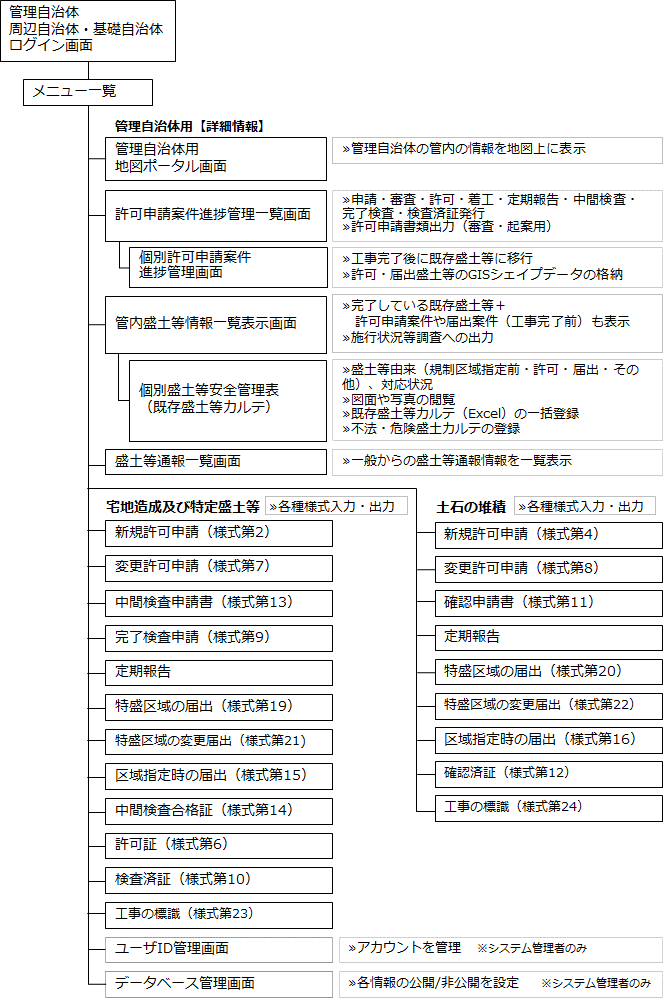 管理自治体
周辺自治体・基礎自治体
ログイン画面
メニュー一覧
管理自治体用【詳細情報】
管理自治体用
地図ポータル画面
»管理自治体の管内の情報を地図上に表示
許可申請案件進捗管理一覧画面
»申請・審査・許可・着工・定期報告・中間検査・
完了検査・検査済証発行
»許可申請書類出力（審査・起案用）
個別許可申請案件
進捗管理画面
»工事完了後に既存盛土等に移行
»許可・届出盛土等のGISシェイプデータの格納
管内盛土等情報一覧表示画面
»完了している既存盛土等＋
許可申請案件や届出案件（工事完了前）も表示
»施行状況等調査への出力
個別盛土等安全管理表
（既存盛土等カルテ）
»盛土等由来（規制区域指定前・許可・届出・その
他）、対応状況
»図面や写真の閲覧
»既存盛土等カルテ（Excel）の一括登録
»不法・危険盛土カルテの登録
盛土等通報一覧画面
»一般からの盛土等通報情報を一覧表示
宅地造成及び特定盛土等
»各種様式入力・出力
新規許可申請（様式第2）
変更許可申請（様式第7）
中間検査申請書（様式第13）
完了検査申請（様式第9）
定期報告
特盛区域の届出（様式第19）
特盛区域の変更届出（様式第21）
区域指定時の届出（様式第15）
中間検査合格証（様式第14）
許可証（様式第6）
検査済証（様式第10）
工事の標識（様式第23）
土石の堆積
»各種様式入力・出力
新規許可申請（様式第4）
変更許可申請（様式第8）
確認申請書（様式第11）
定期報告
特盛区域の届出（様式第20）
特盛区域の変更届出（様式第22）
区域指定時の届出（様式第16）
確認済証（様式第12）
工事の標識（様式第24）
ユーザID管理画面
»アカウントを管理 ※システム管理者のみ
データベース管理画面
»各情報の公開/非公開を設定 ※システム管理者のみ